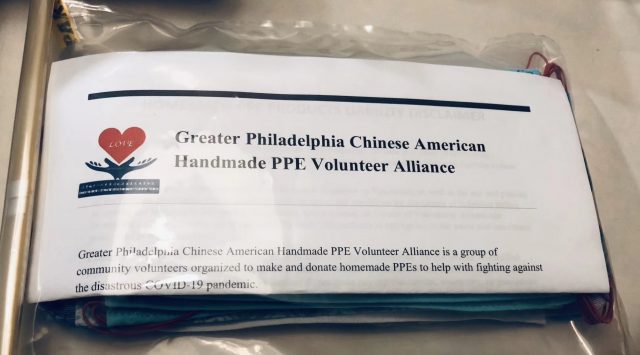 LOVE
Greater Philadelphia Chinese American
Handmade PPE Volunteer Alliance
Greater Philadelphia Chinese American Handmade PPE Volunteer Alliance is a group of
community volunteers organized to make and donate homemade PPEs to help with fighting against
the disastrous COVID-19 pandemic.